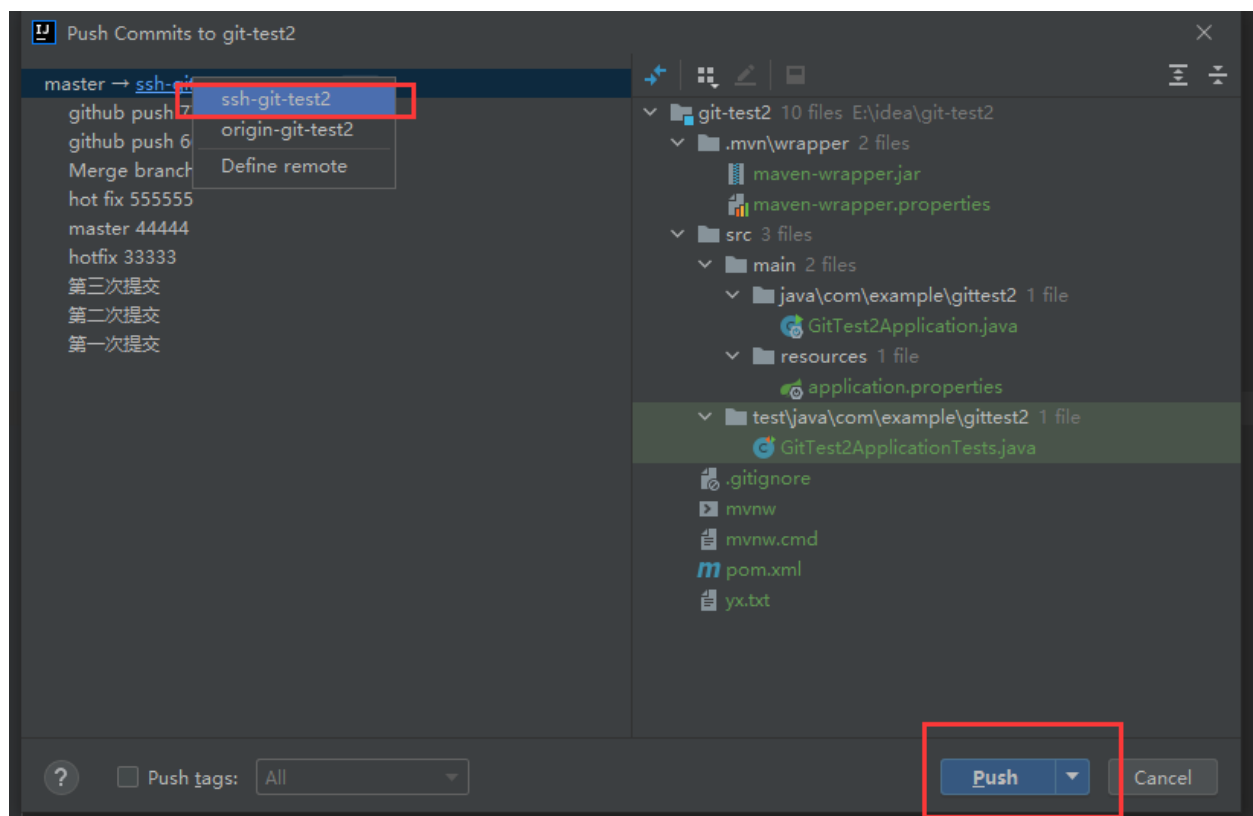 Push Commits to git-test2
master → ssh-git
ssh-git-test2
origin-git-test2
Define remote
github push 7
github push 6
Merge branch
hot fix 555555
master 44444
hotfix 33333
第三次提交
第二次提交
第一次提交
git-test2 10 files E:\idea\git-test2
.mvn\wrapper 2 files
maven-wrapper.jar
maven-wrapper.properties
src 3 files
main 2 files
java\com\example\gittest2 1 file
GitTest2Application.java
resources 1 file
application.properties
test\java\com\example\gittest2 1 file
GitTest2ApplicationTests.java
.gitignore
mvnw
mvnw.cmd
pom.xml
yx.txt
? Push tags: All
Push
Cancel